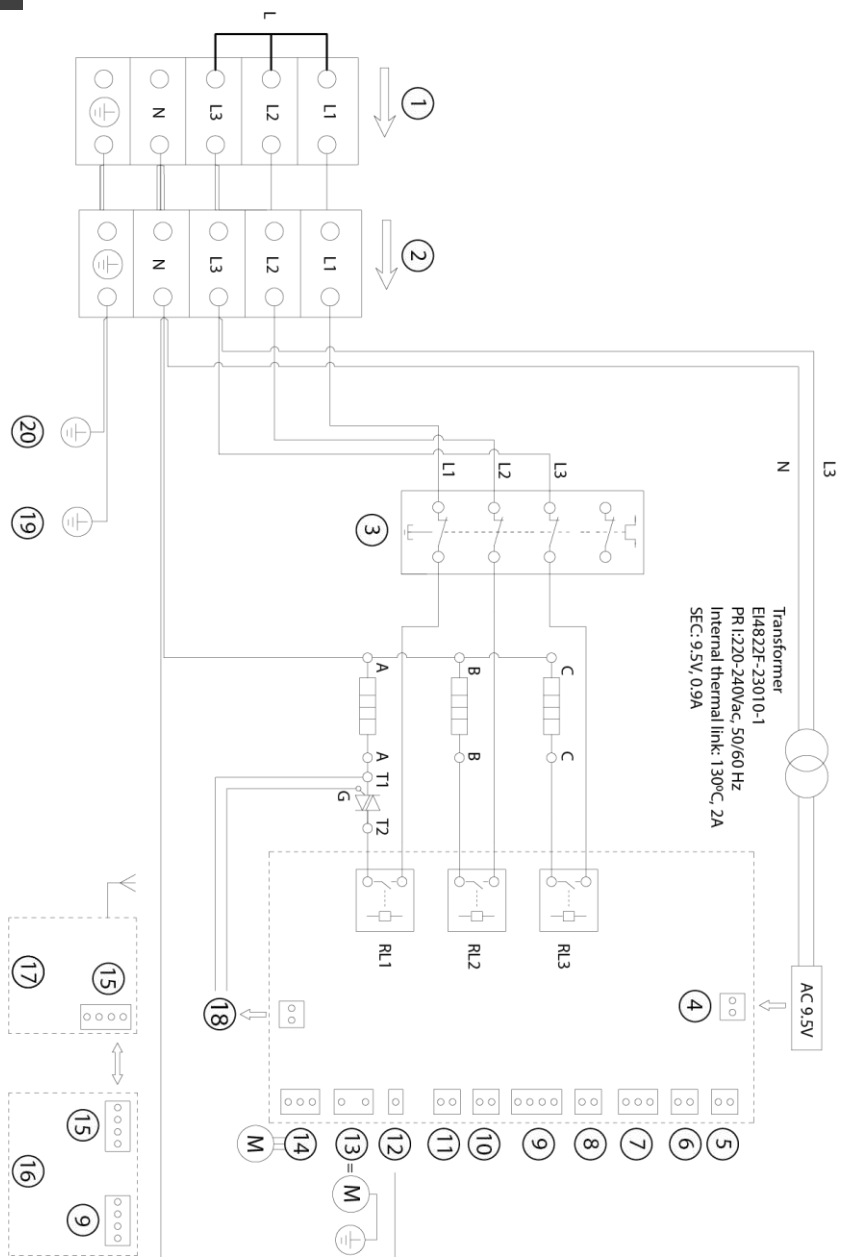 L
1
L1
L2
L3
N
2
L1
L2
L3
N
20
19
L1
L2
L3
3
N
L3
Transformer
EI4822F-23010-1
PR I:220-240Vac, 50/60 Hz
Internal thermal link: 130ºC, 2A
SEC: 9.5V, 0.9A
A
B
C
A
B
C
T1
G
T2
RL1
RL2
RL3
AC 9.5V
4
18
5
6
7
8
9
10
11
12
13
=
M
14
M
15
17
15
16
9